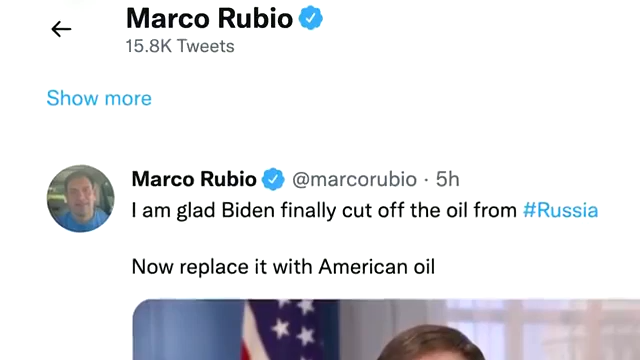 Marco Rubio
15.8K Tweets
Show more
Marco Rubio @marcorubio · 5h
I am glad Biden finally cut off the oil from #Russia
Now replace it with American oil